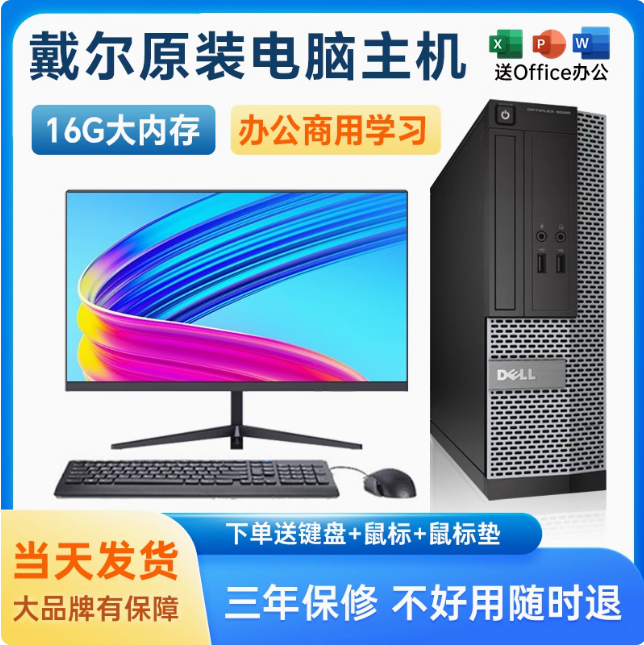 戴尔原装电脑主机
送Office办公
16G大内存
办公商用学习
DELL
下单送键盘+鼠标+鼠标垫
当天发货
大品牌有保障
三年保修 不好用随时退